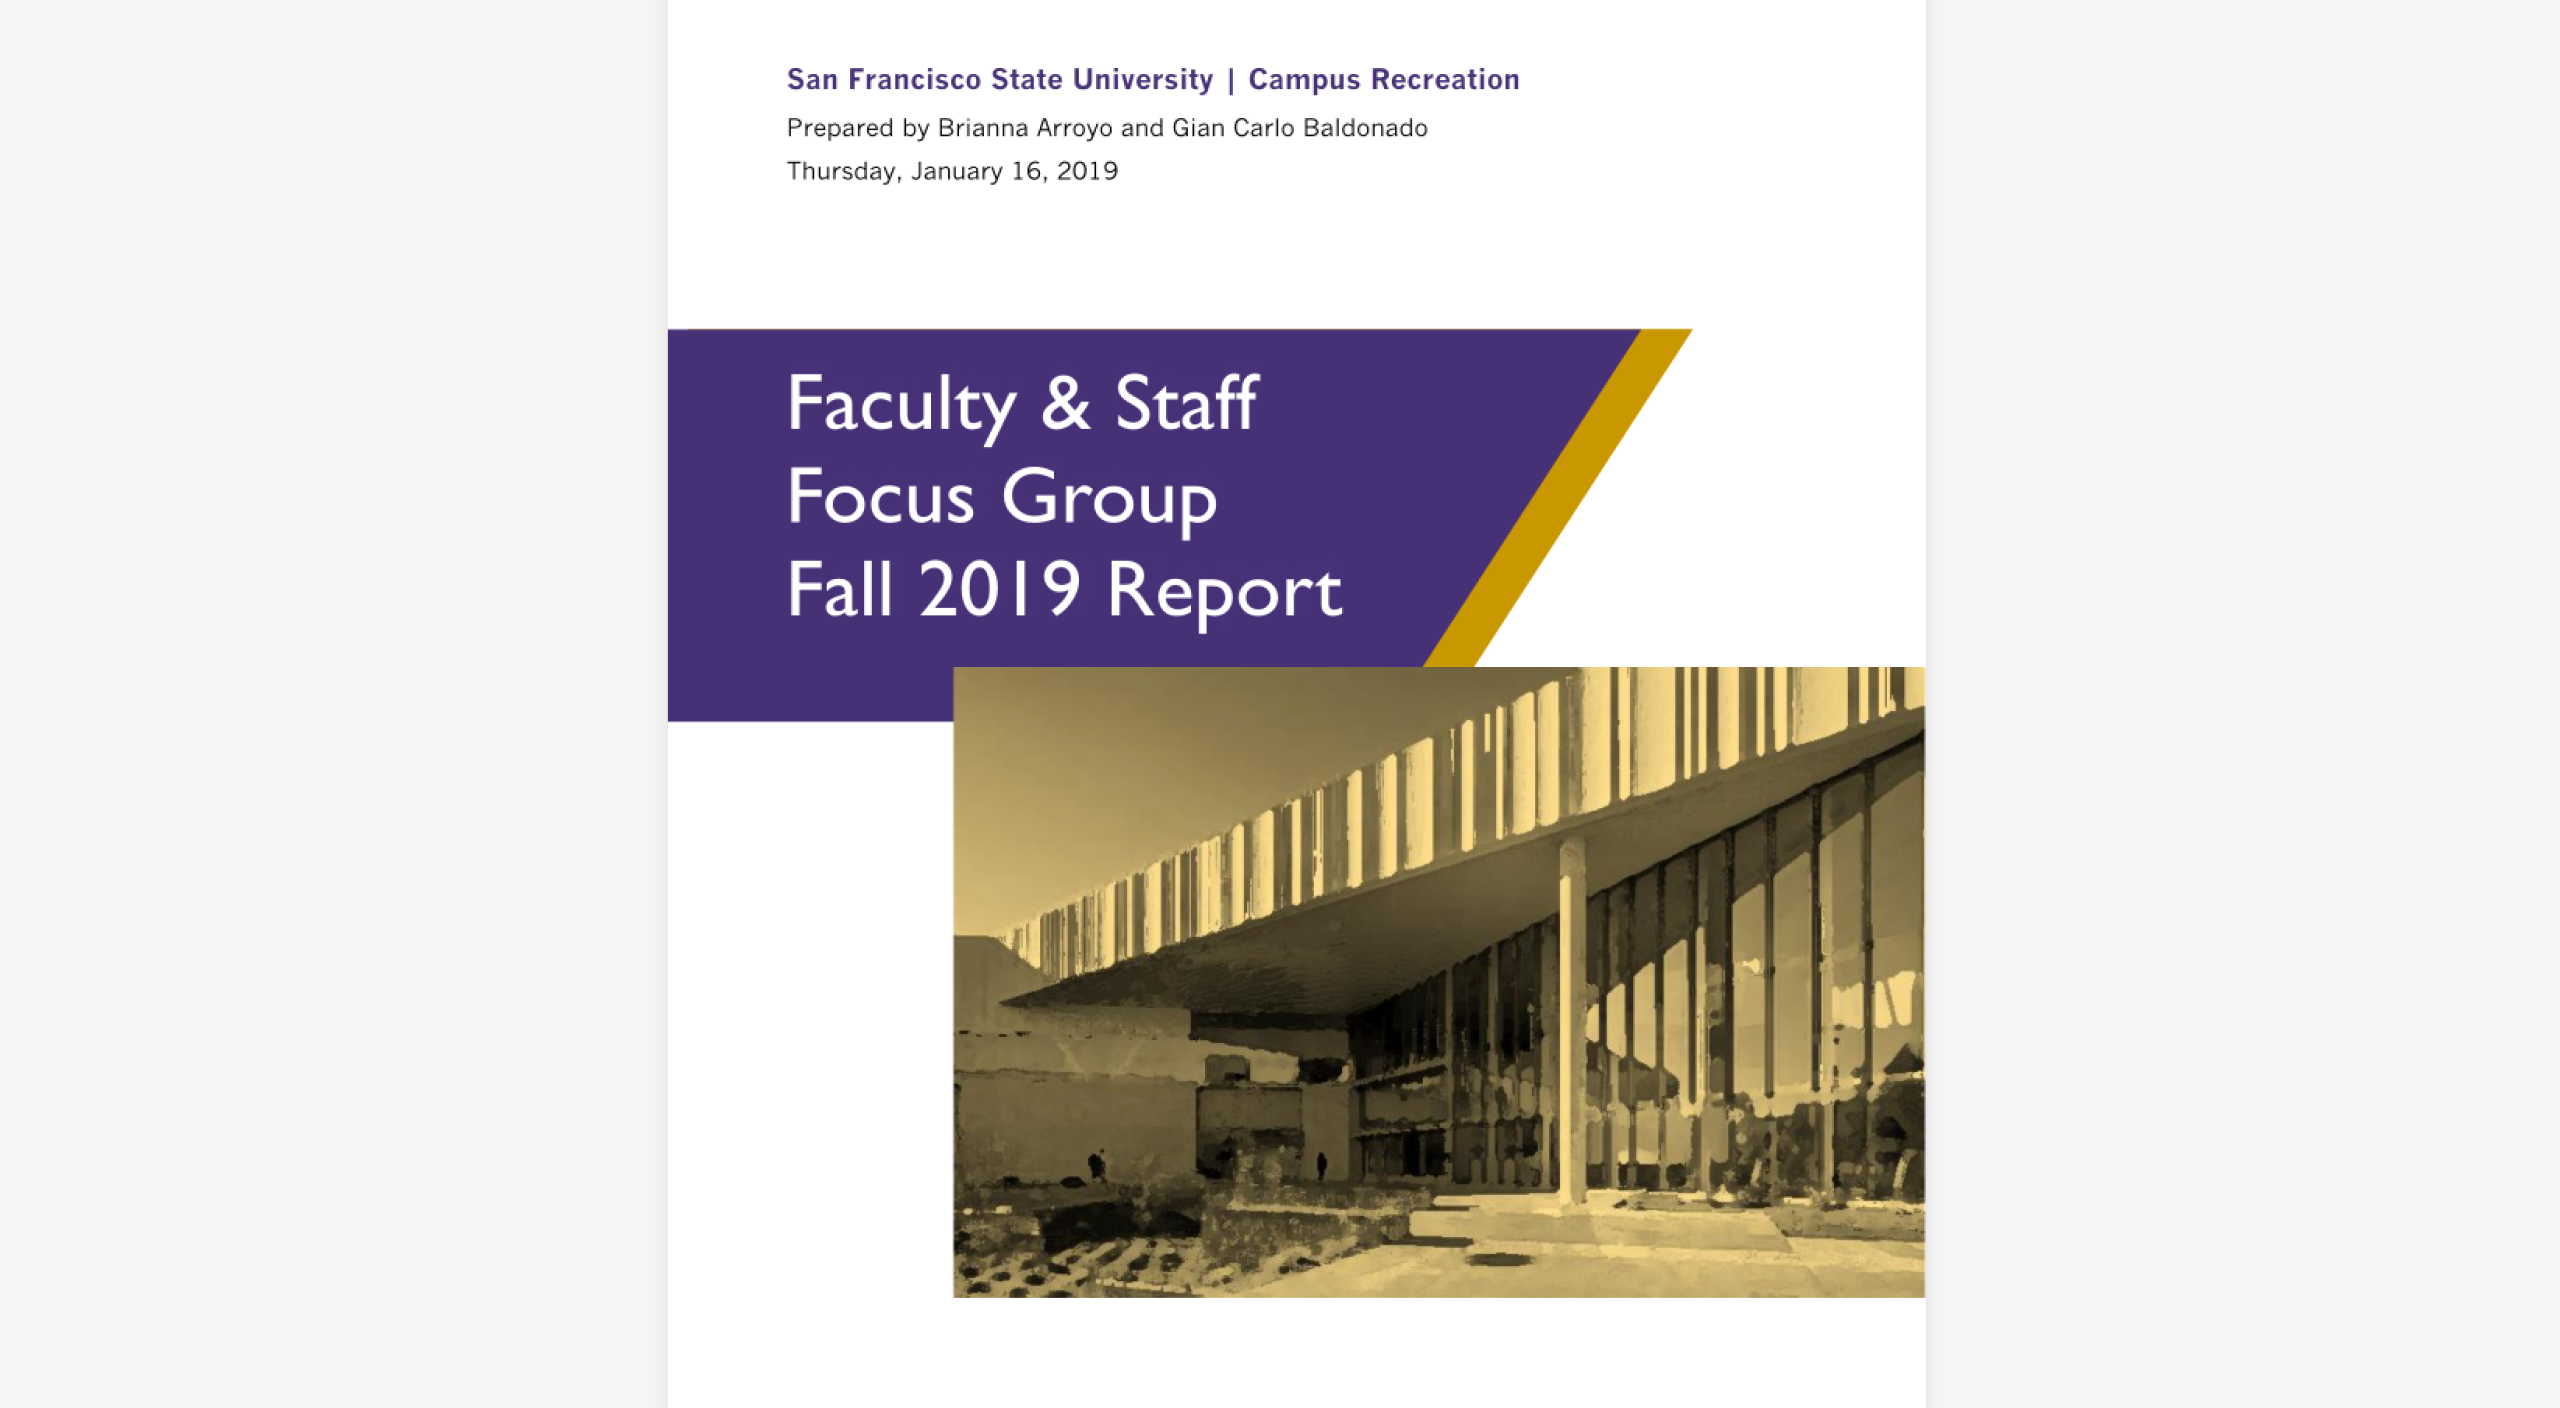 San Francisco State University | Campus Recreation
Prepared by Brianna Arroyo and Gian Carlo Baldonado
Thursday, January 16, 2019
Faculty & Staff
Focus Group
Fall 2019 Report